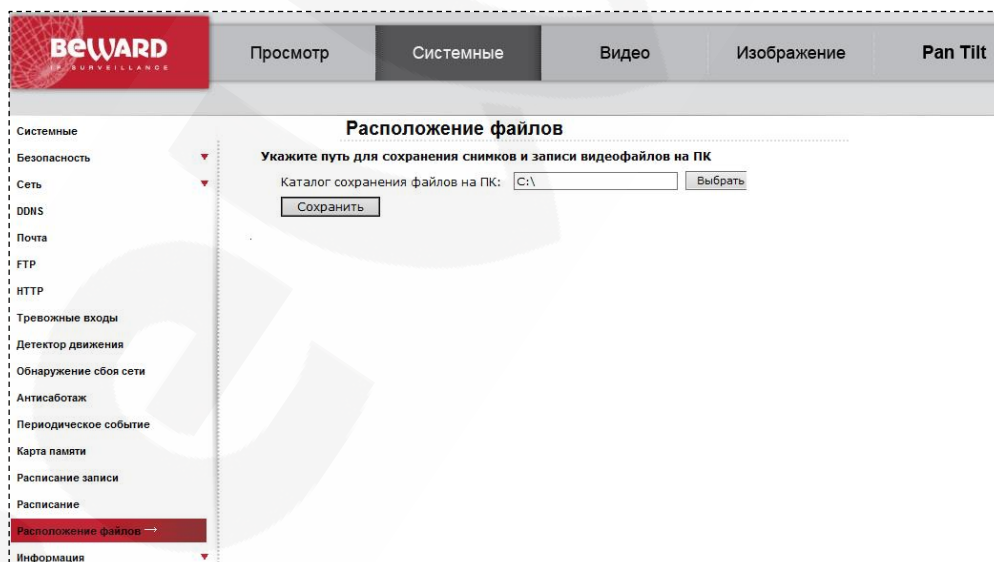 BEWARD
IP SURVEILLANCE
Просмотр
Системные
Видео
Изображение
Pan Tilt
Системные
Безопасность
Сеть
DDNS
Почта
FTP
HTTP
Тревожные входы
Детектор движения
Обнаружение сбоя сети
Антисаботаж
Периодическое событие
Карта памяти
Расписание записи
Расписание
Расположение файлов →
Информация
Расположение файлов
Укажите путь для сохранения снимков и записи видеофайлов на ПК
Каталог сохранения файлов на ПК: C:\ Выбрать
Сохранить